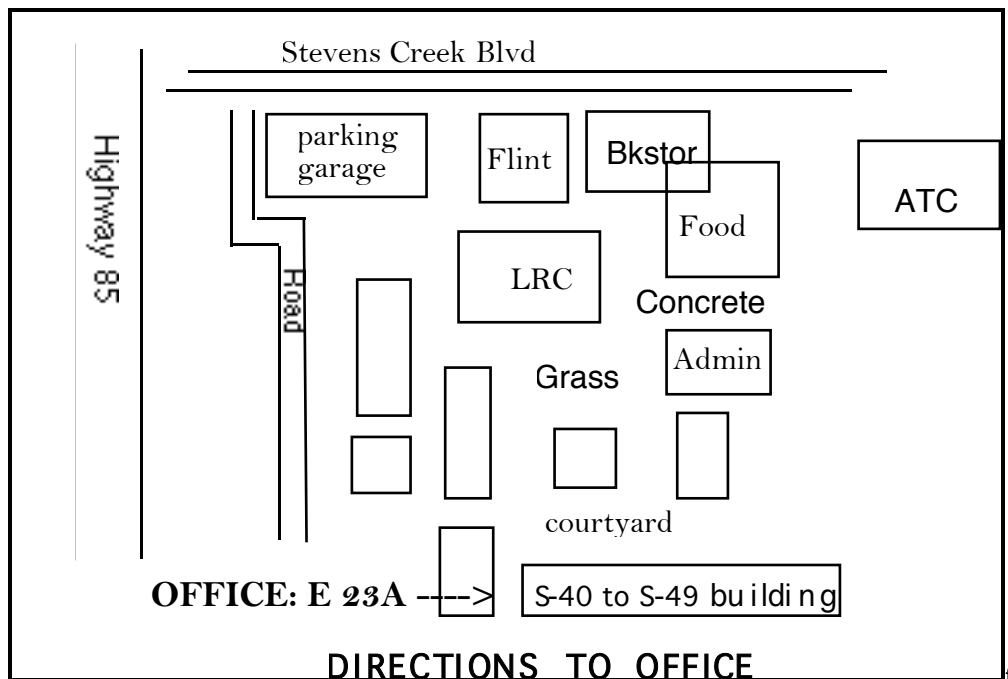 Stevens Creek Blvd
Highway 85
parking
garage
Flint
Bkstor
ATC
Food
Road
LRC
Concrete
Admin
Grass
courtyard
OFFICE: E 23A ---->
S-40 to S-49 building
DIRECTIONS TO OFFICE